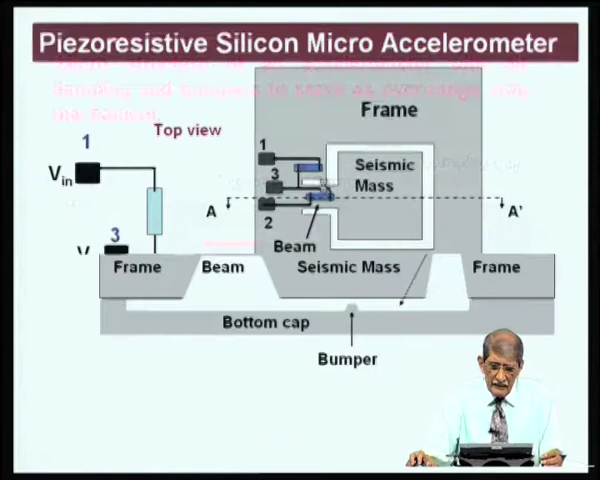 Piezoresistive Silicon Micro Accelerometer
Frame
Top view
1
1
Vin
Seismic
Mass
3
A
A'
2
3
Beam
V
Frame
Beam
Seismic Mass
Frame
Bottom cap
Bumper